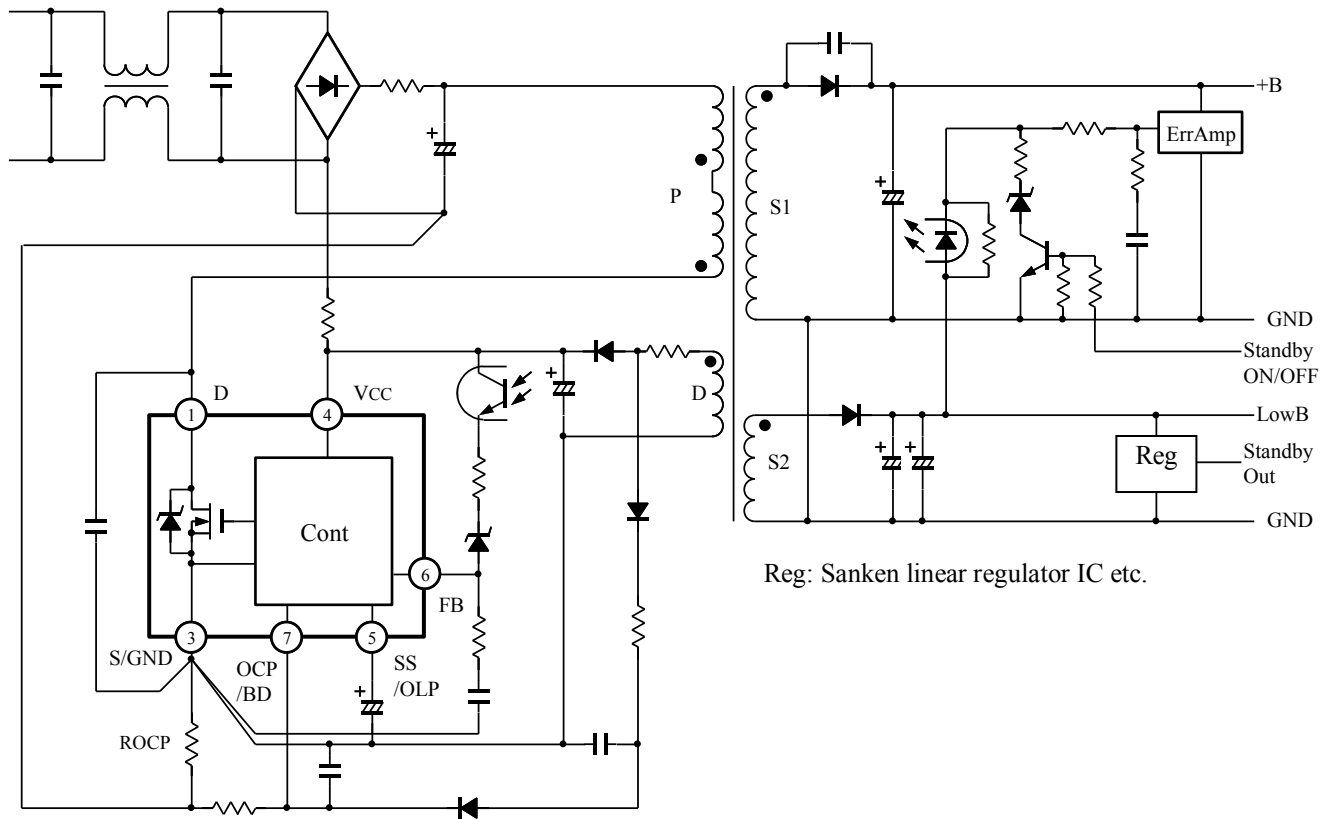 +B
ErrAmp
P
S1
GND
Standby
ON/OFF
D
VCC
D
1
4
LowB
S2
Reg
Standby
Out
Cont
GND
6
FB
Reg: Sanken linear regulator IC etc.
3
7
5
S/GND
OCP
/BD
SS
/OLP
ROCP
+
+
+
+
+
+